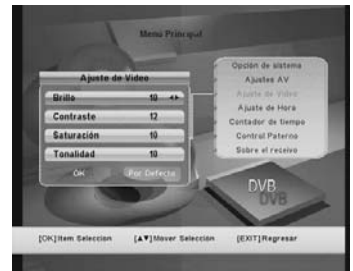 Menú Principal
Ajuste de Video
Brillo 10
Contraste 12
Saturación 10
Tonalidad 10
OK Por Defecto
Opción de sistema
Ajustes AV
Ajuste de Video
Ajuste de Hora
Contador de tiempo
Control Paterno
Sobre el receivo
DVB
DVB
[OK]Item Seleccion [▲▼]Mover Selección [EXIT]Regresar